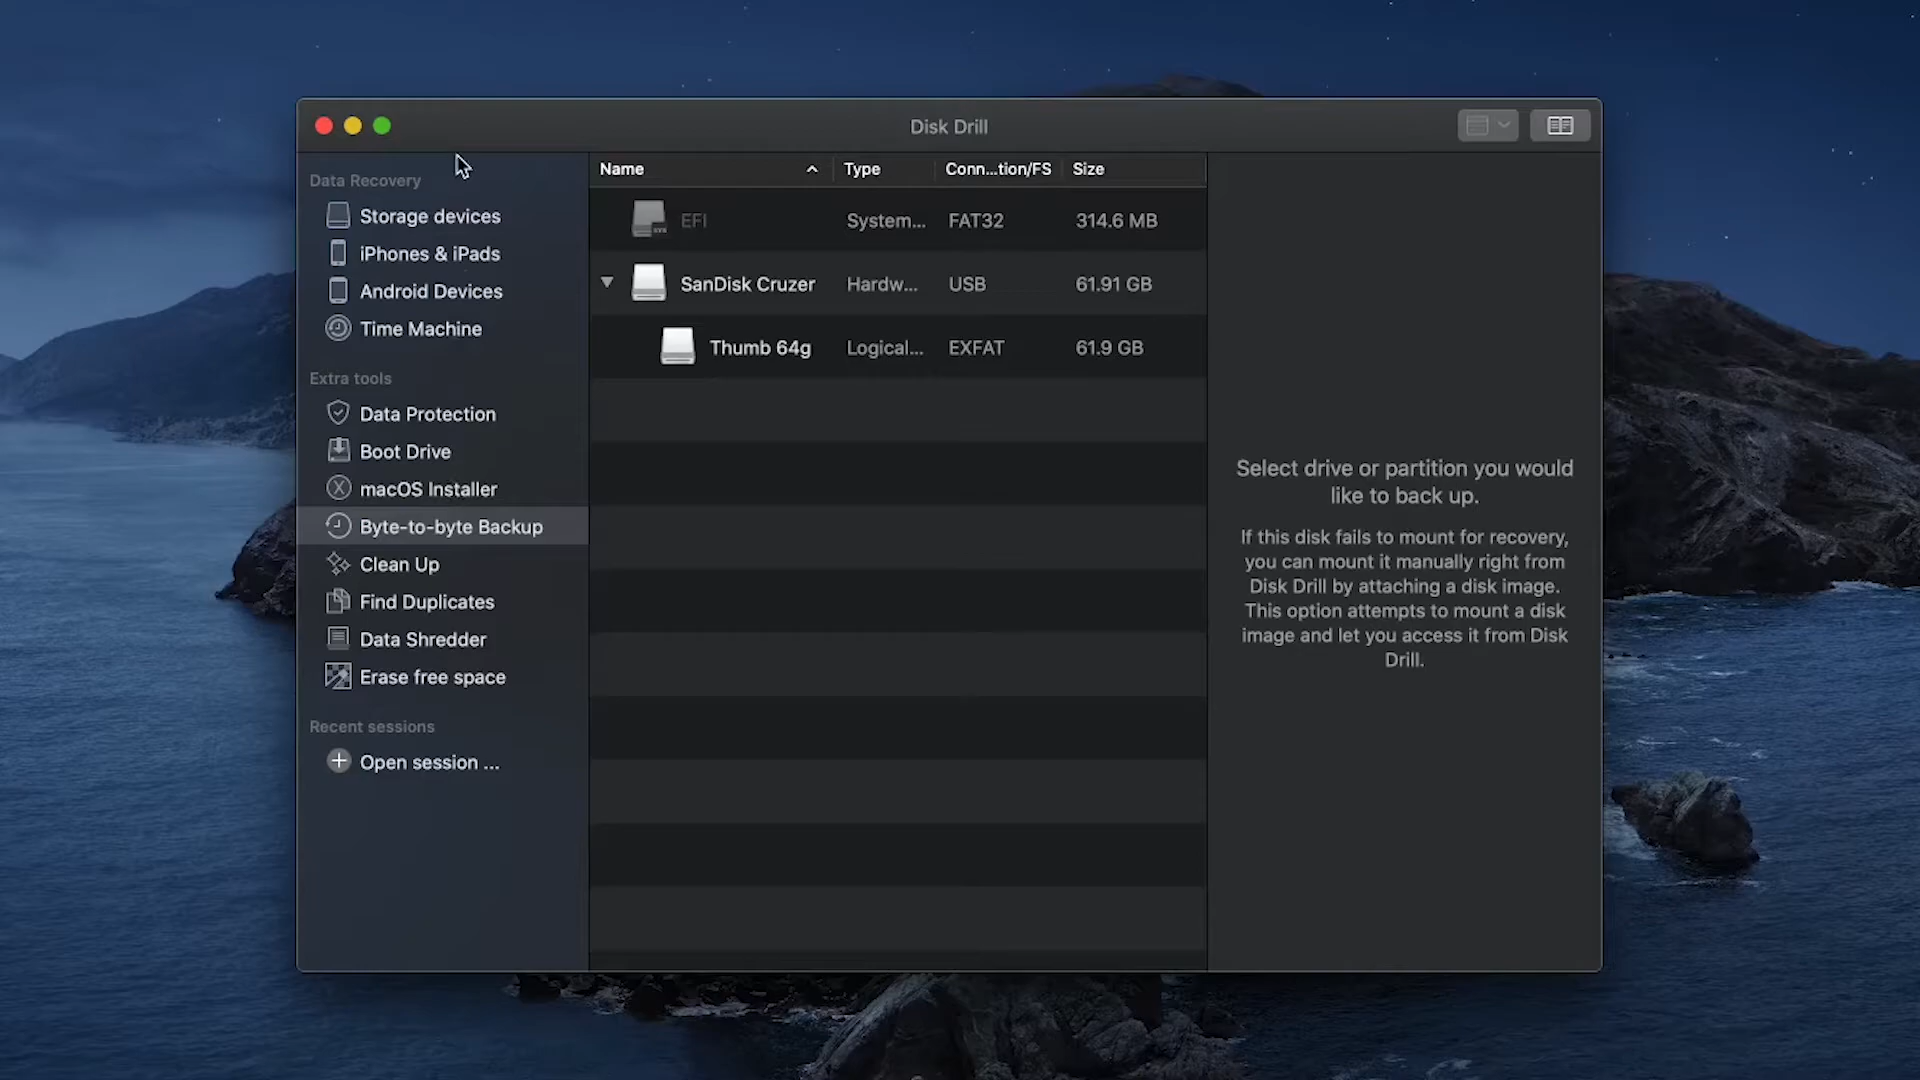 Disk Drill
Data Recovery
Storage devices
iPhones & iPads
Android Devices
Time Machine
Extra tools
Data Protection
Boot Drive
macOS Installer
Byte-to-byte Backup
Clean Up
Find Duplicates
Data Shredder
Erase free space
Recent sessions
Open session ...
Name Type Conn...tion/FS Size
EFI System... FAT32 314.6 MB
SanDisk Cruzer Hardw... USB 61.91 GB
Thumb 64g Logical... EXFAT 61.9 GB
Select drive or partition you would
like to back up.
If this disk fails to mount for recovery,
you can mount it manually right from
Disk Drill by attaching a disk image.
This option attempts to mount a disk
image and let you access it from Disk
Drill.